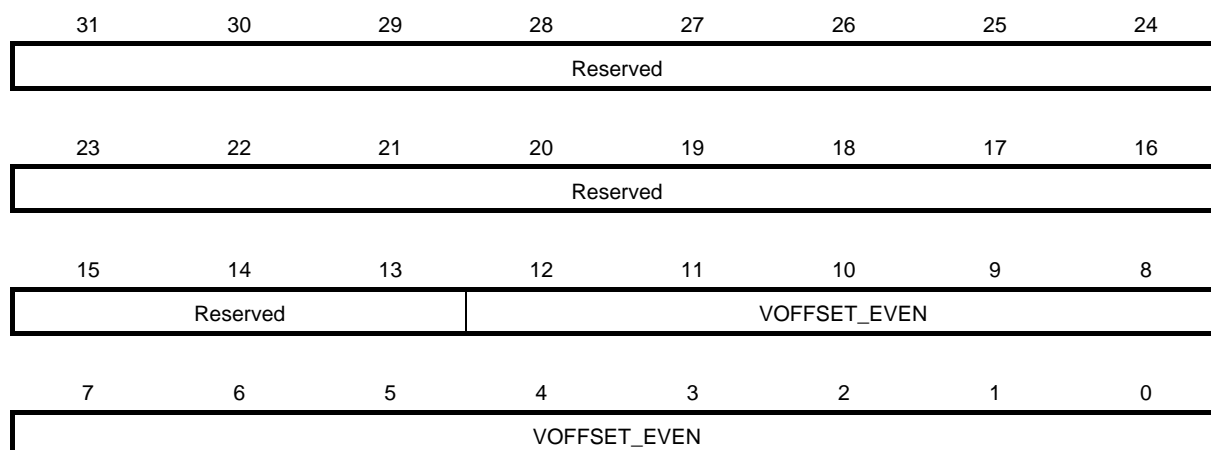 31 30 29 28 27 26 25 24
Reserved
23 22 21 20 19 18 17 16
Reserved
15 14 13 12 11 10 9 8
Reserved VOFFSET_EVEN
7 6 5 4 3 2 1 0
VOFFSET_EVEN